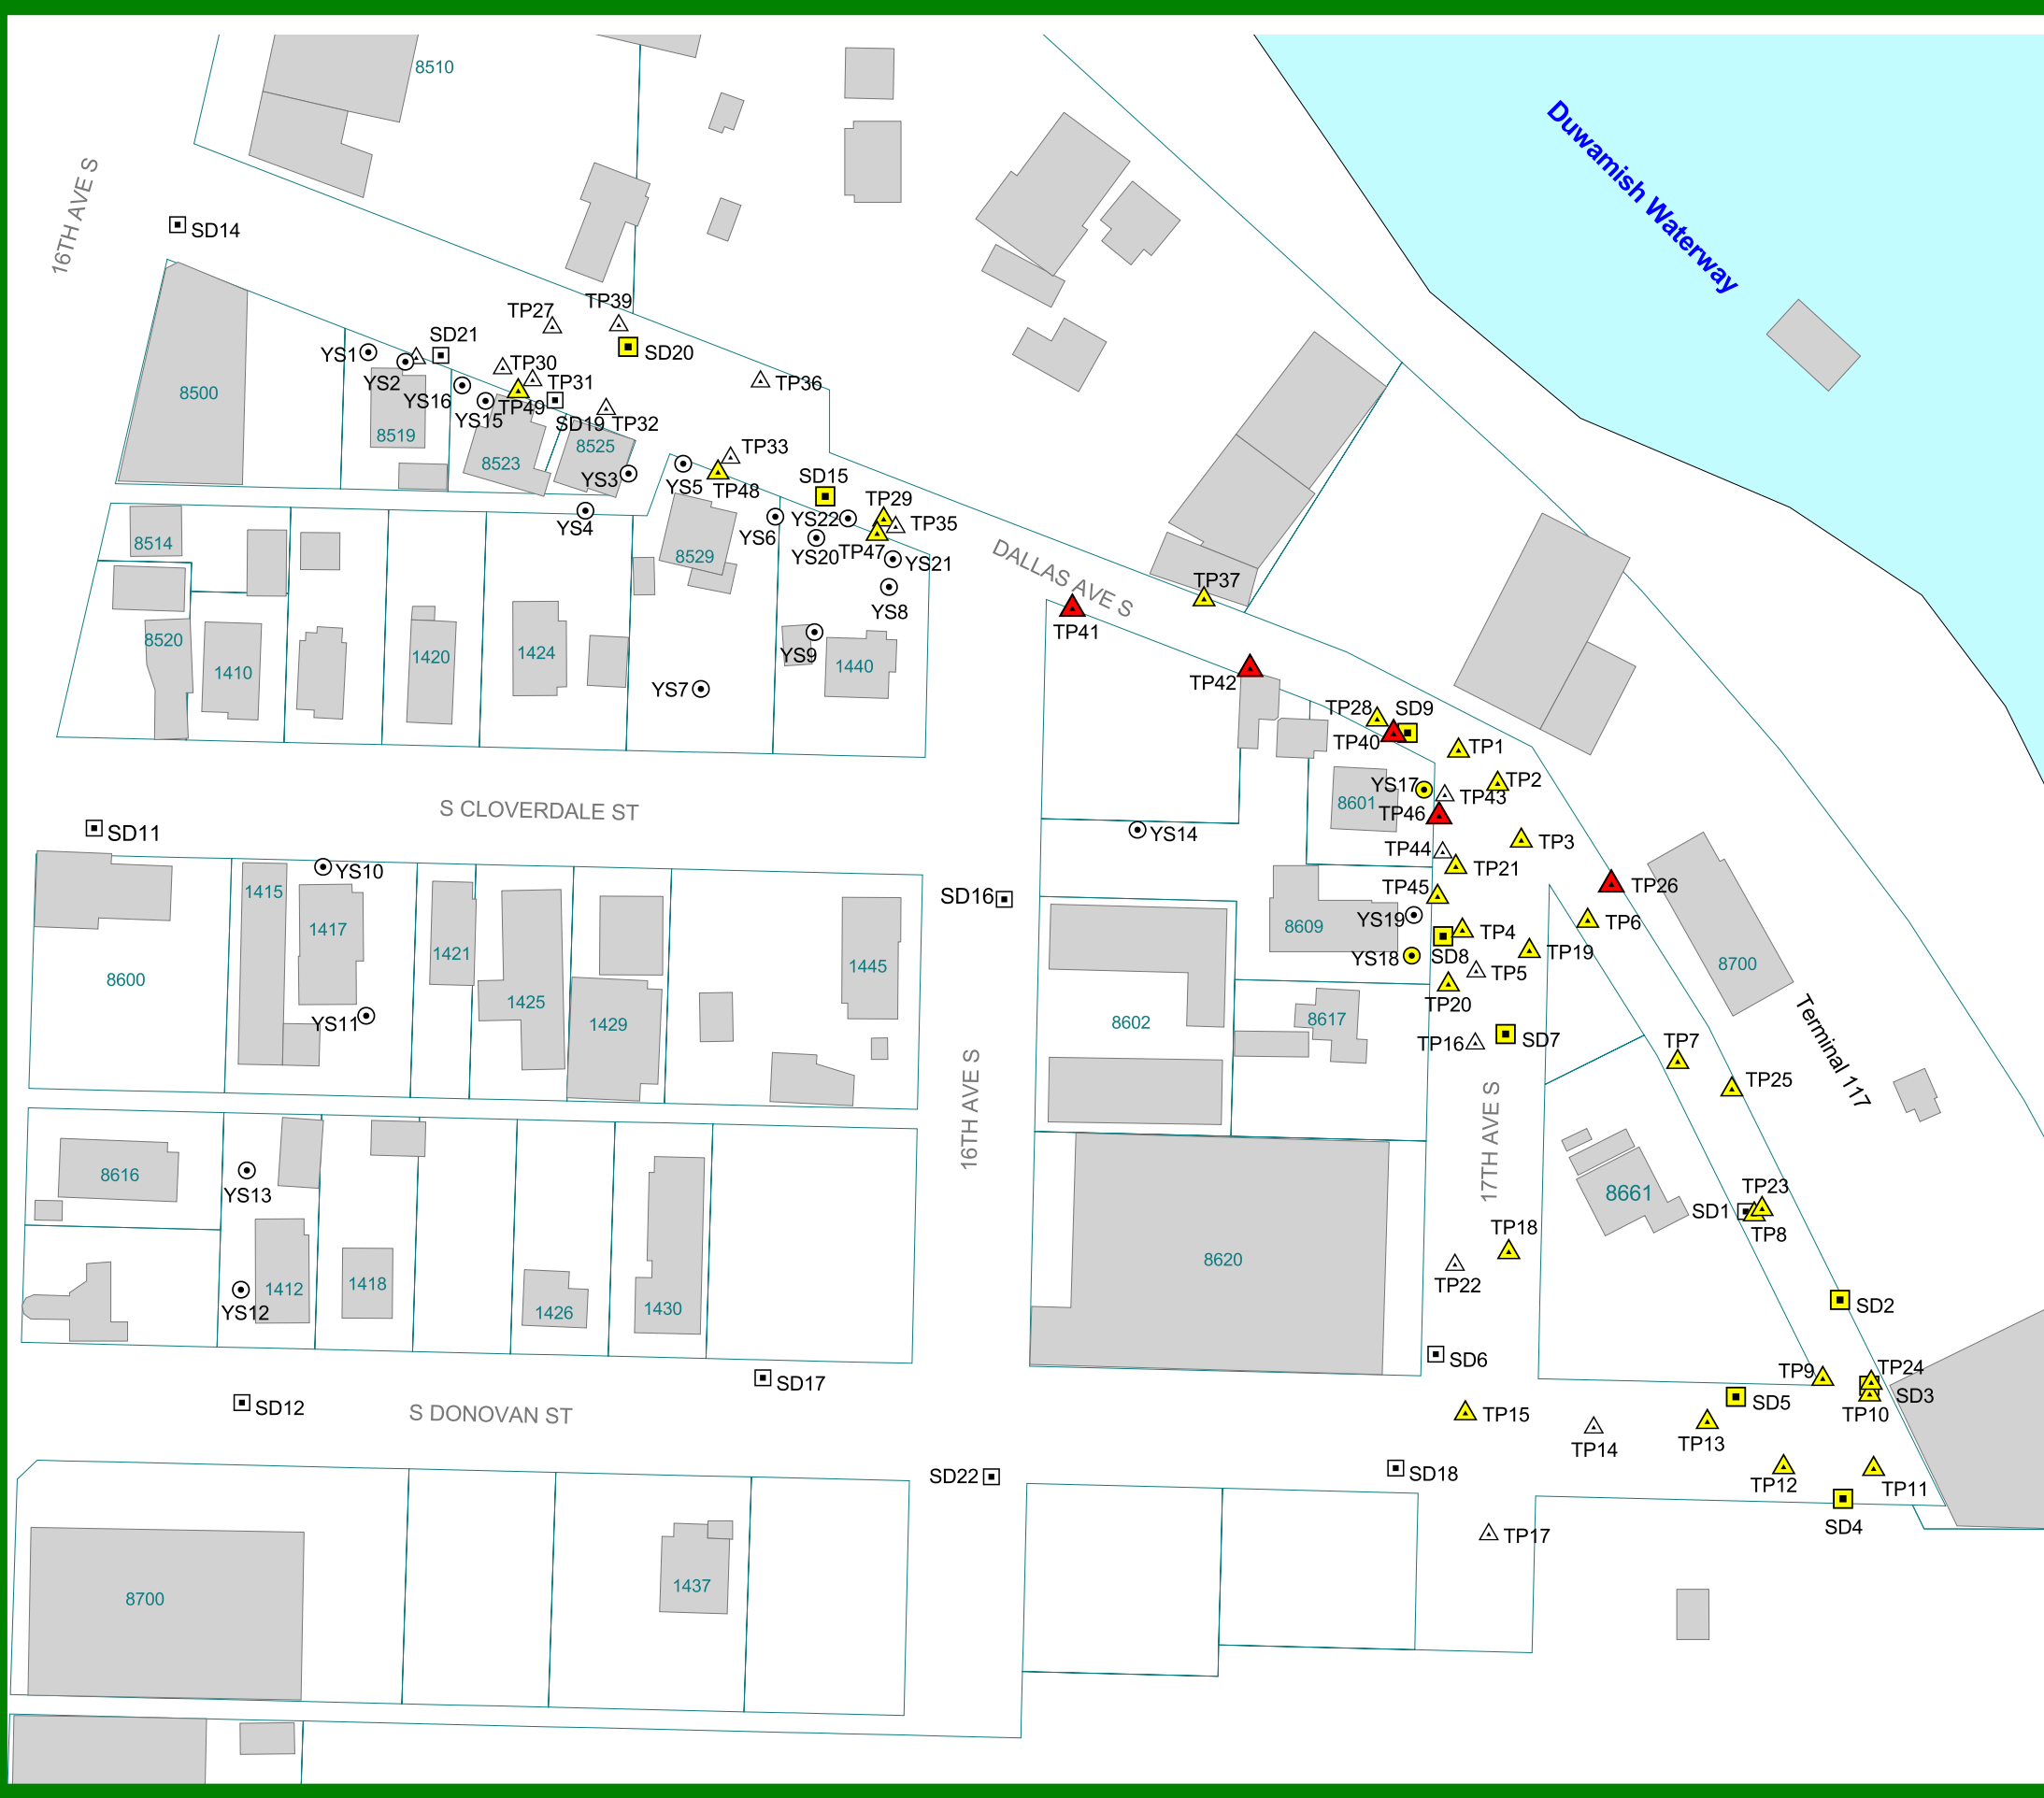 8510
Duwamish Waterway
16TH AVE S
SD14
TP27
TP39
SD21
SD20
YS1
YS2
TP30
TP31
TP36
8500
YS16
YS15
TP49
SD19
TP32
8519
8523
8525
TP33
YS3
YS5
TP48
SD15
TP29
YS4
YS6
YS22
TP35
YS20
TP47
YS21
8514
8529
DALLAS AVE S
TP37
YS8
TP41
8520
1410
1420
1424
YS9
1440
YS7
TP42
TP28
SD9
TP40
TP1
YS17
TP2
TP43
S CLOVERDALE ST
8601
TP46
SD11
YS14
TP44
TP3
TP21
YS10
1415
SD16
TP45
TP26
1417
8609
YS19
TP6
TP4
1421
YS18
SD8
TP19
8600
1445
8700
TP5
1425
TP20
YS11
1429
8602
8617
TP16
SD7
Terminal 117
TP7
TP25
16TH AVE S
17TH AVE S
8616
YS13
8661
TP23
SD1
TP8
TP18
8620
TP22
1412
1418
YS12
1426
1430
SD2
SD6
TP9
TP24
SD17
SD5
SD3
SD12
S DONOVAN ST
TP15
TP10
TP14
TP13
SD22
SD18
TP12
TP11
SD4
TP17
8700
1437